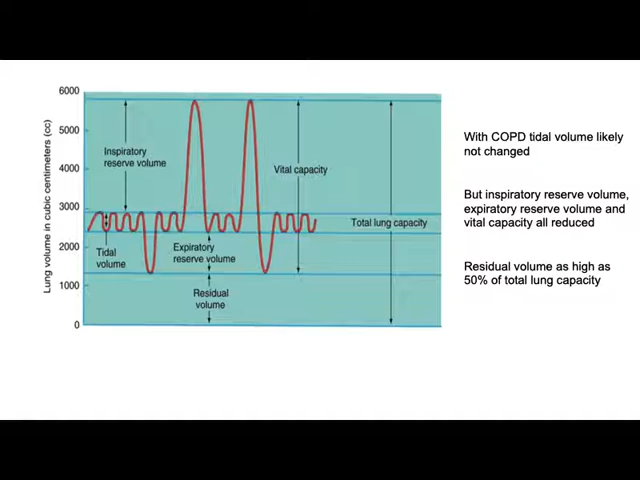 6000
5000
4000
3000
2000
1000
0
Lung volume in cubic centimeters (cc)
Inspiratory
reserve volume
Vital capacity
Total lung capacity
Tidal
volume
Expiratory
reserve volume
Residual
volume
With COPD tidal volume likely
not changed
But inspiratory reserve volume,
expiratory reserve volume and
vital capacity all reduced
Residual volume as high as
50% of total lung capacity